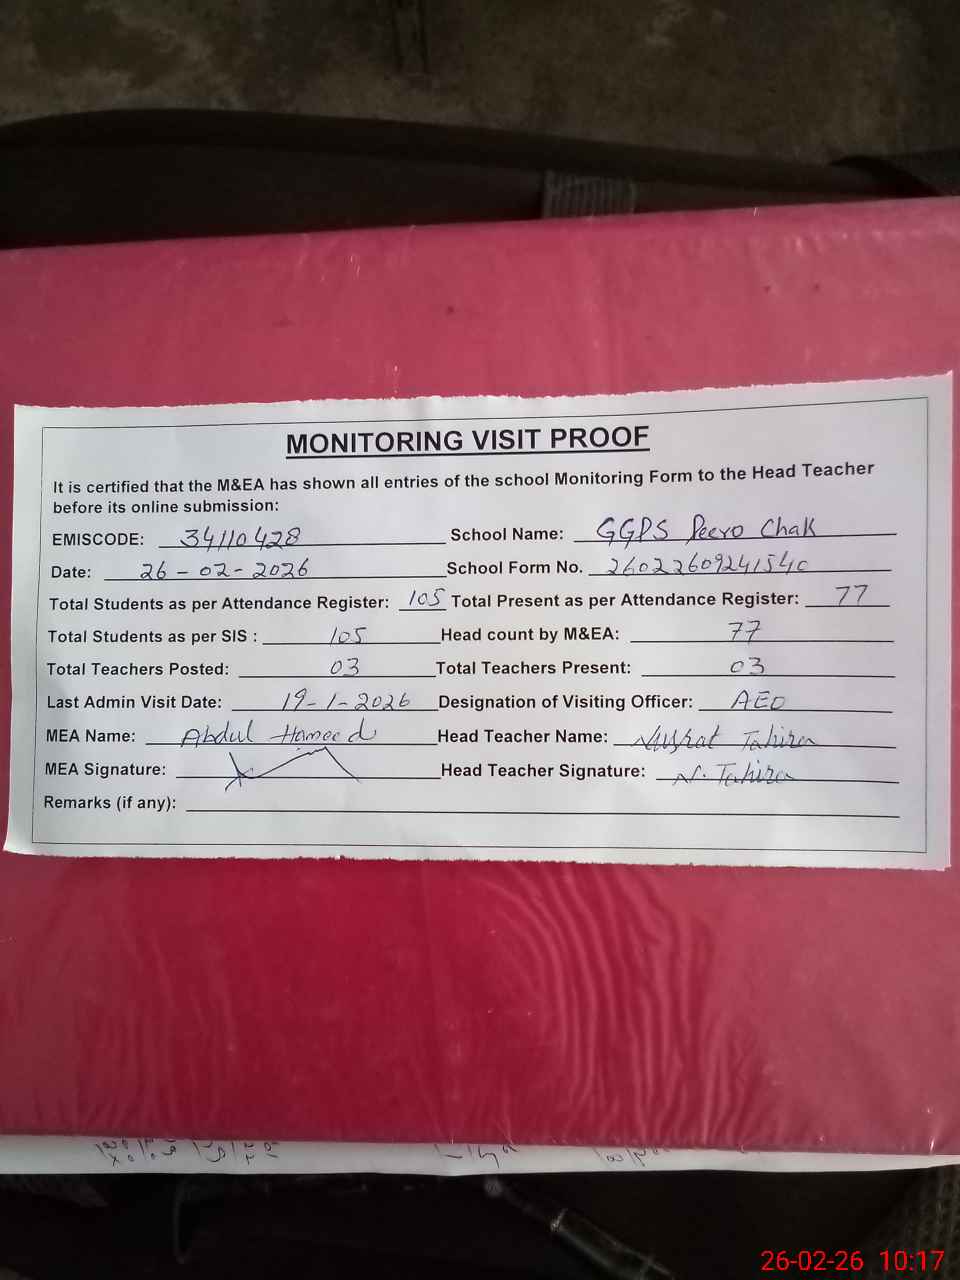 MONITORING VISIT PROOF
It is certified that the M&EA has shown all entries of the school Monitoring Form to the Head Teacher
before its online submission:
EMISCODE: 34110428 School Name: GGPS Peero Chak
Date: 26-02-2026 School Form No. 26022609241540
Total Students as per Attendance Register: 105 Total Present as per Attendance Register: 77
Total Students as per SIS : 105 Head count by M&EA: 77
Total Teachers Posted: 03 Total Teachers Present: 03
Last Admin Visit Date: 19-1-2026 Designation of Visiting Officer: AEO
MEA Name: Abdul Hameed Head Teacher Name: Nusrat Tahira
MEA Signature: Head Teacher Signature: N. Tahira
Remarks (if any):
26-02-26 10:17